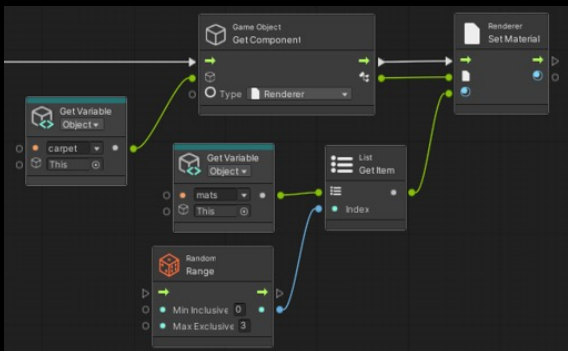 Game Object
Get Component
Type
Renderer
Renderer
Set Material
Get Variable
Object
carpet
This
Get Variable
Object
mats
This
List
Get Item
Index
Random
Range
Min Inclusive 0
Max Exclusive 3